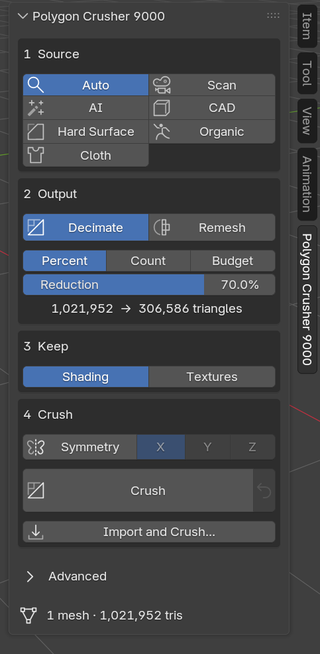 Polygon Crusher 9000
1 Source
Auto
Scan
AI
CAD
Hard Surface
Organic
Cloth
2 Output
Decimate
Remesh
Percent
Count
Budget
Reduction 70.0%
1,021,952 → 306,586 triangles
3 Keep
Shading
Textures
4 Crush
Symmetry
X
Y
Z
Crush
Import and Crush...
Advanced
1 mesh · 1,021,952 tris
Item
Tool
View
Animation
Polygon Crusher 9000